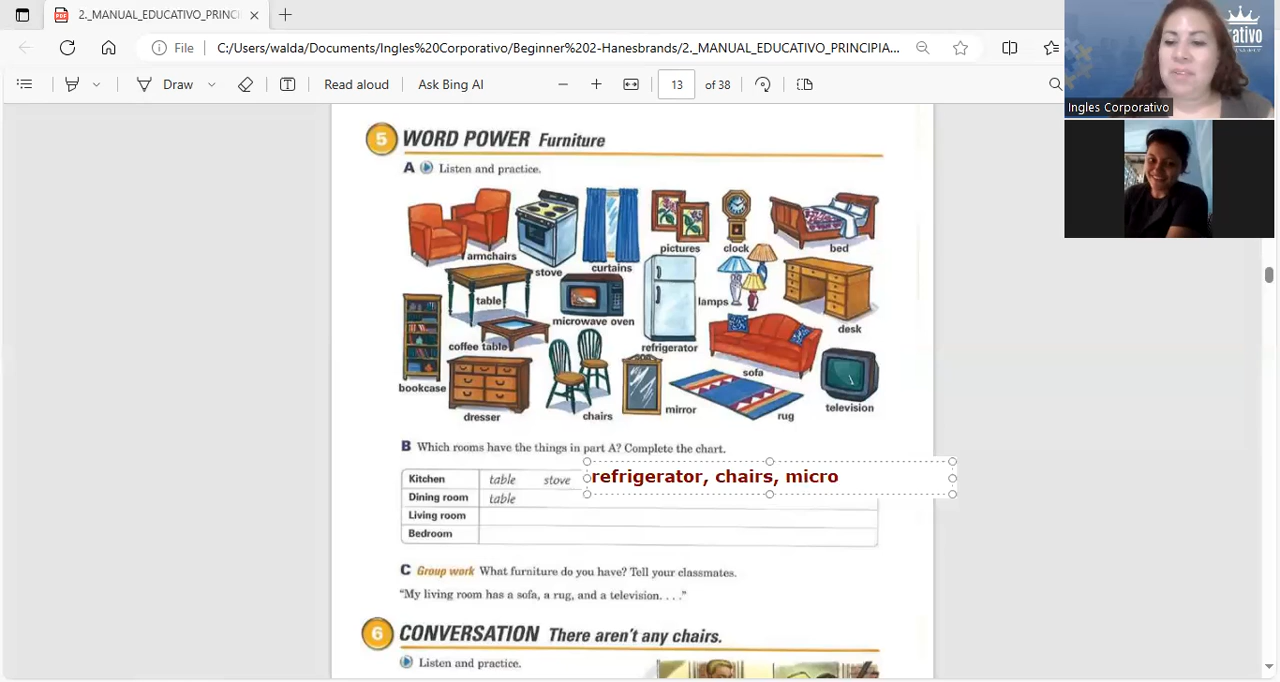 2._MANUAL_EDUCATIVO_PRINCI
File C:/Users/walda/Documents/Ingles%20Corporativo/Beginner%202-Hanesbrands/2._MANUAL_EDUCATIVO_PRINCIPIA...
Draw Read aloud Ask Bing AI 13 of 38
rativo
Ingles Corporativo
5 WORD POWER Furniture
A Listen and practice.
armchairs
stove
curtains
pictures
clock
bed
table
microwave oven
lamps
desk
coffee table
refrigerator
sofa
bookcase
dresser
chairs
mirror
rug
television
B Which rooms have the things in part A? Complete the chart.
Kitchen table stove refrigerator, chairs, micro
Dining room table
Living room
Bedroom
C Group work What furniture do you have? Tell your classmates.
"My living room has a sofa, a rug, and a television. . . ."
6 CONVERSATION There aren't any chairs.
Listen and practice.